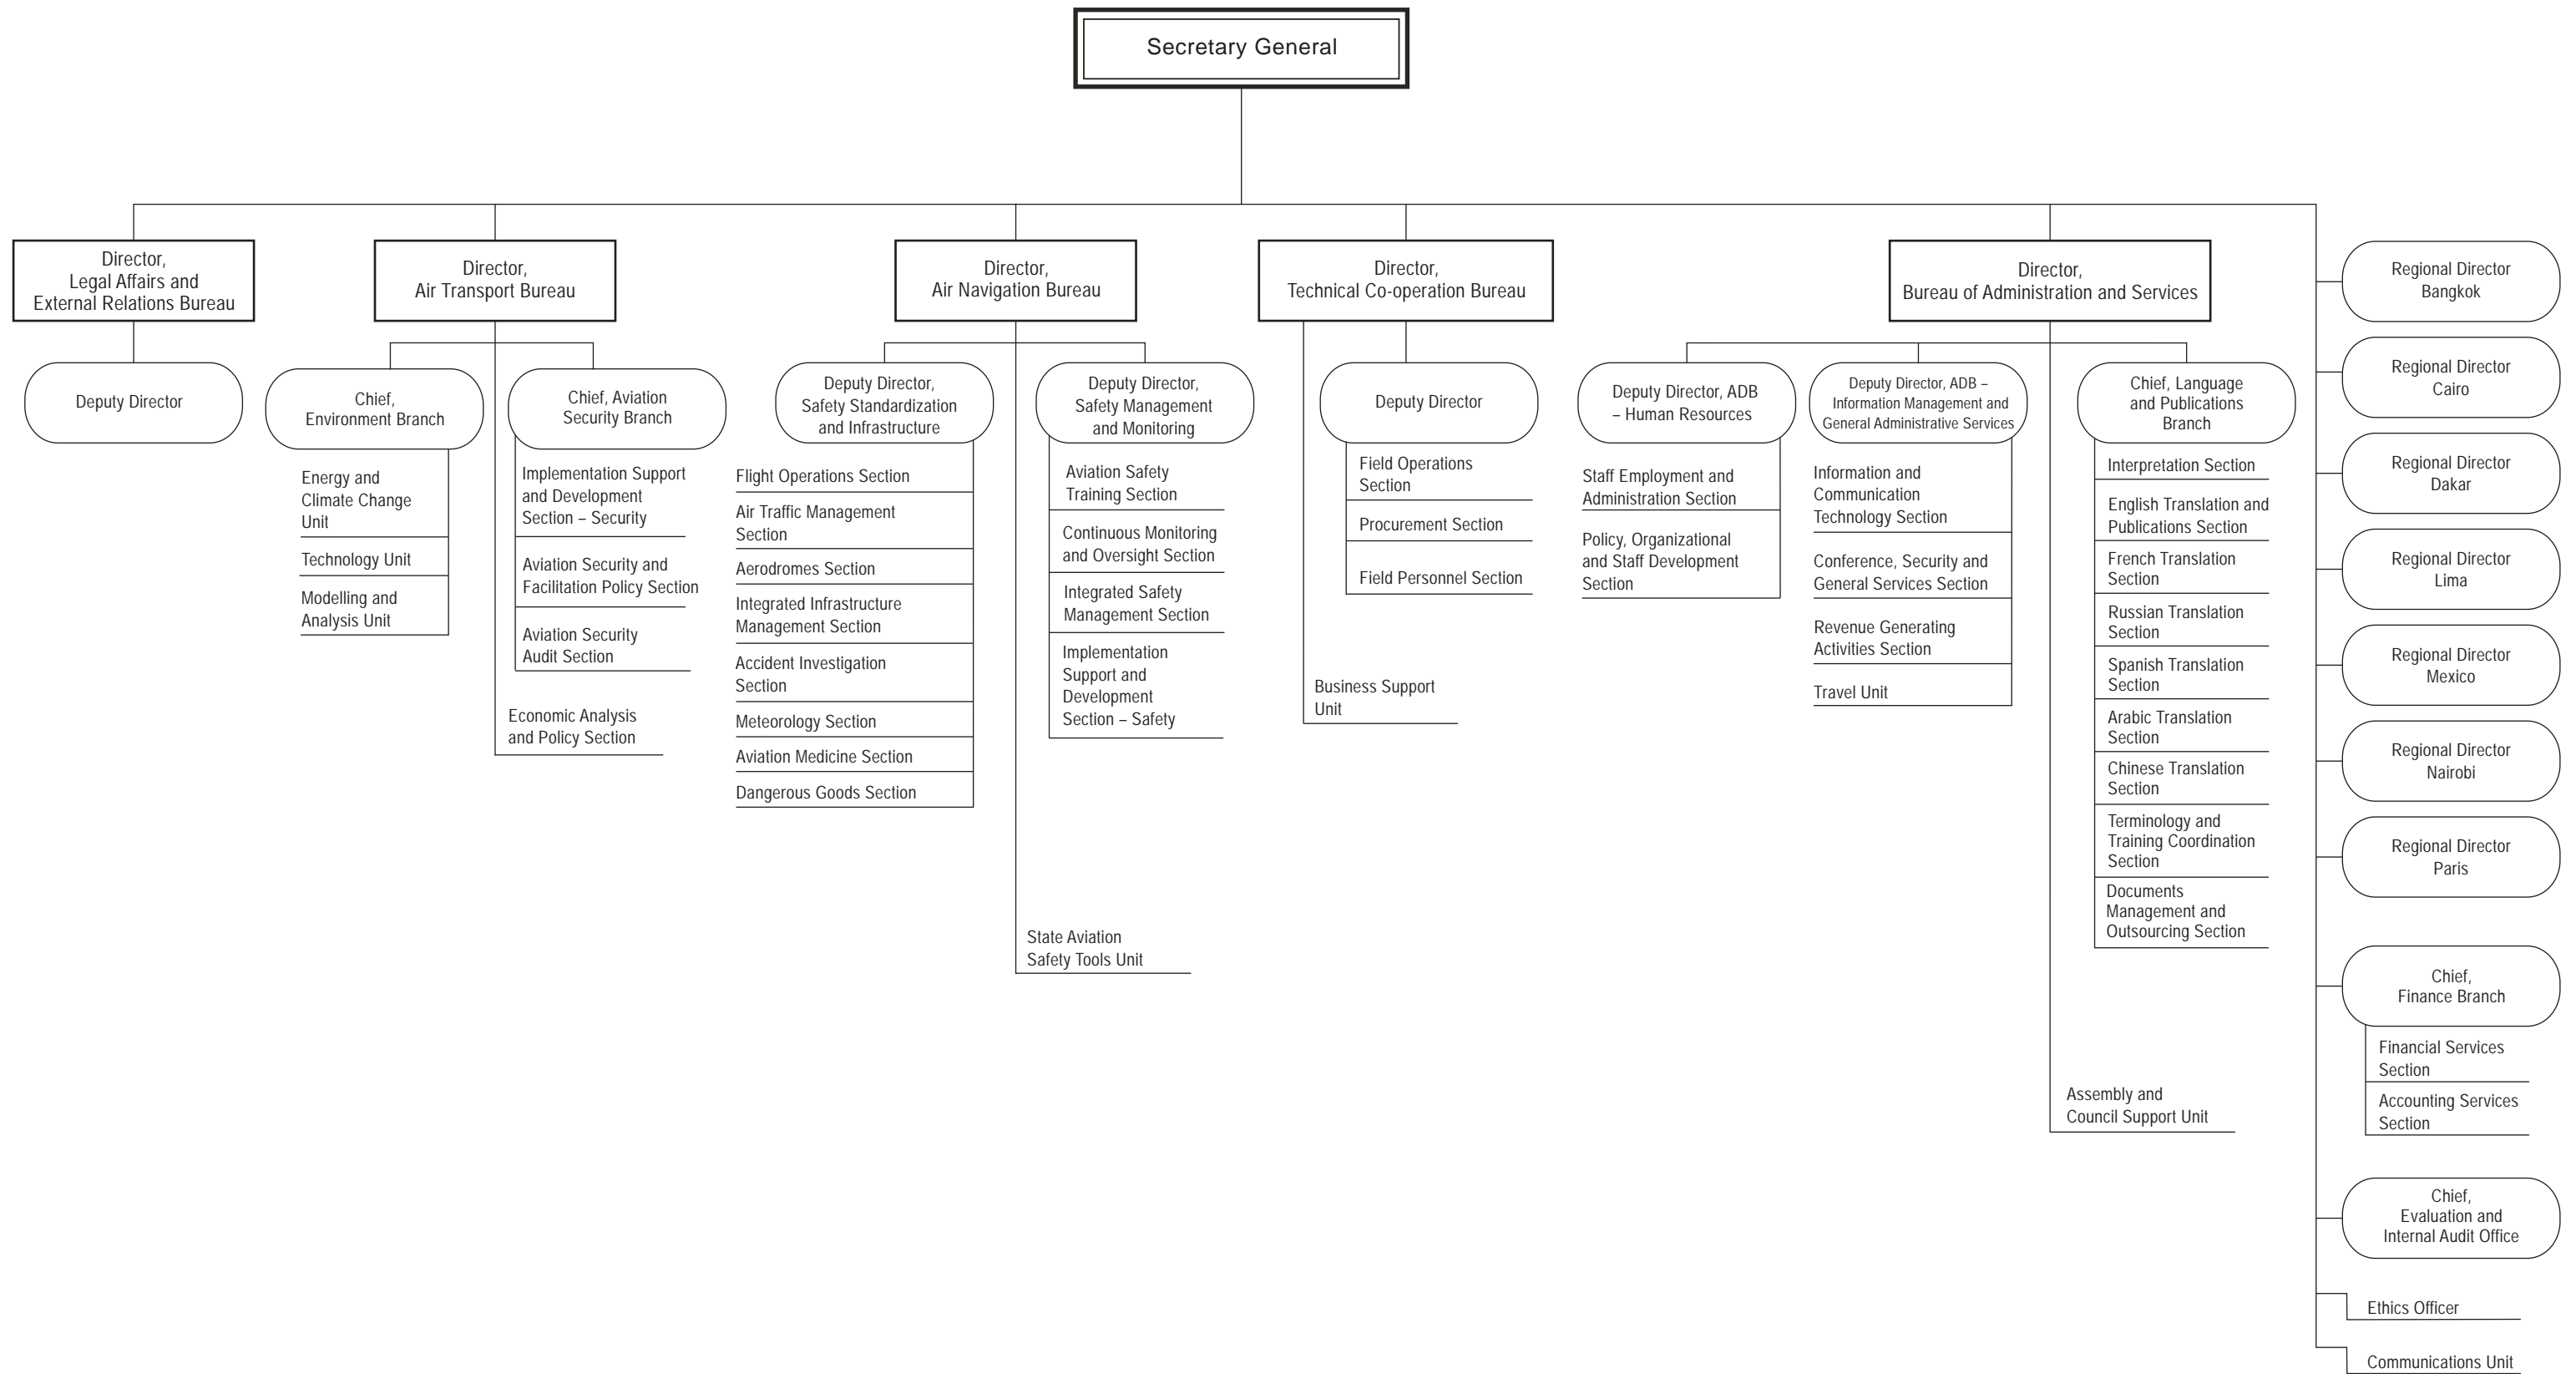 Secretary General
Director,
Legal Affairs and
External Relations Bureau
Deputy Director
Director,
Air Transport Bureau
Chief,
Environment Branch
Energy and
Climate Change
Unit
Technology Unit
Modelling and
Analysis Unit
Chief, Aviation
Security Branch
Implementation Support
and Development
Section – Security
Aviation Security and
Facilitation Policy Section
Aviation Security
Audit Section
Economic Analysis
and Policy Section
Director,
Air Navigation Bureau
Deputy Director,
Safety Standardization
and Infrastructure
Flight Operations Section
Air Traffic Management
Section
Aerodromes Section
Integrated Infrastructure
Management Section
Accident Investigation
Section
Meteorology Section
Aviation Medicine Section
Dangerous Goods Section
Deputy Director,
Safety Management
and Monitoring
Aviation Safety
Training Section
Continuous Monitoring
and Oversight Section
Integrated Safety
Management Section
Implementation
Support and
Development
Section – Safety
State Aviation
Safety Tools Unit
Director,
Technical Co-operation Bureau
Deputy Director
Field Operations
Section
Procurement Section
Field Personnel Section
Business Support
Unit
Director,
Bureau of Administration and Services
Deputy Director, ADB
– Human Resources
Staff Employment and
Administration Section
Policy, Organizational
and Staff Development
Section
Deputy Director, ADB –
Information Management and
General Administrative Services
Information and
Communication
Technology Section
Conference, Security and
General Services Section
Revenue Generating
Activities Section
Travel Unit
Chief, Language
and Publications
Branch
Interpretation Section
English Translation and
Publications Section
French Translation
Section
Russian Translation
Section
Spanish Translation
Section
Arabic Translation
Section
Chinese Translation
Section
Terminology and
Training Coordination
Section
Documents
Management and
Outsourcing Section
Assembly and
Council Support Unit
Regional Director
Bangkok
Regional Director
Cairo
Regional Director
Dakar
Regional Director
Lima
Regional Director
Mexico
Regional Director
Nairobi
Regional Director
Paris
Chief,
Finance Branch
Financial Services
Section
Accounting Services
Section
Chief,
Evaluation and
Internal Audit Office
Ethics Officer
Communications Unit